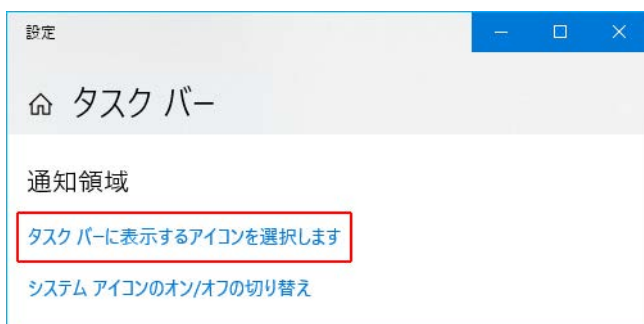 設定
タスク バー
通知領域
タスク バーに表示するアイコンを選択します
システム アイコンのオン/オフの切り替え